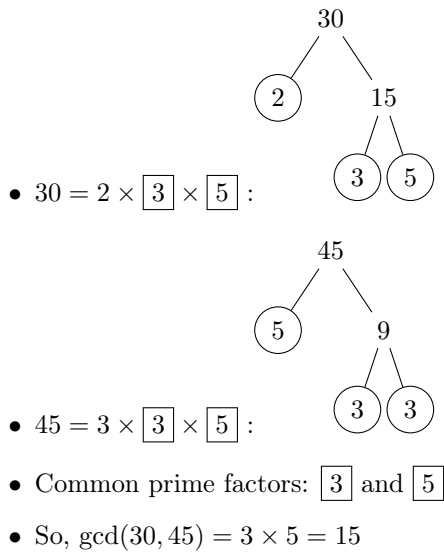 30
2 15
3 5
• 30 = 2 × 3 × 5 :
45
5 9
3 3
• 45 = 3 × 3 × 5 :
• Common prime factors: 3 and 5
• So, gcd(30, 45) = 3 × 5 = 15